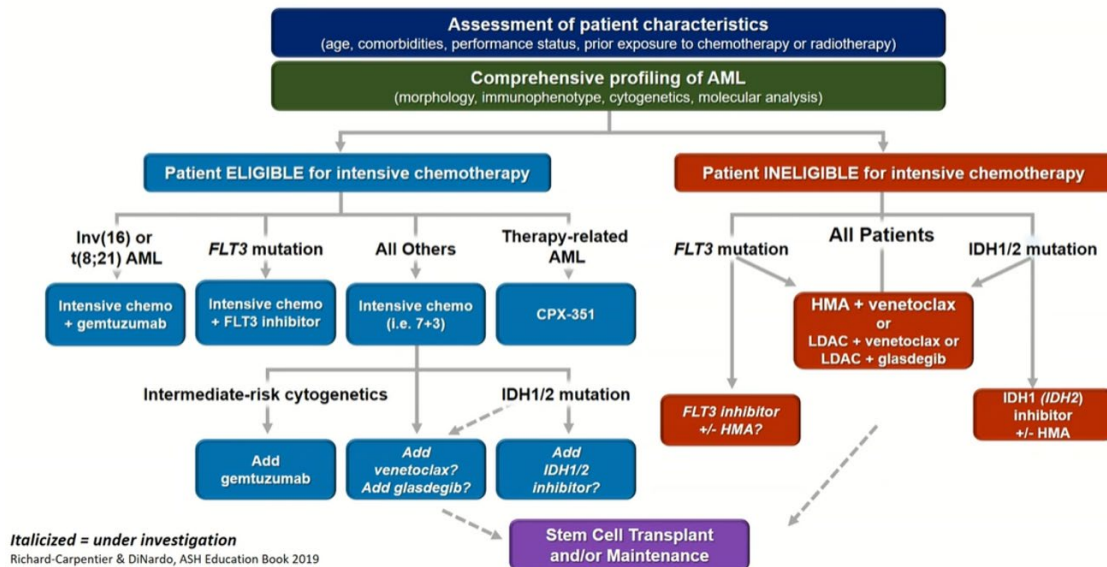 Assessment of patient characteristics
(age, comorbidities, performance status, prior exposure to chemotherapy or radiotherapy)
Comprehensive profiling of AML
(morphology, immunophenotype, cytogenetics, molecular analysis)
Patient ELIGIBLE for intensive chemotherapy
Patient INELIGIBLE for intensive chemotherapy
Inv(16) or
t(8;21) AML
FLT3 mutation
All Others
Therapy-related
AML
FLT3 mutation
All Patients
IDH1/2 mutation
Intensive chemo
+ gemtuzumab
Intensive chemo
+ FLT3 inhibitor
Intensive chemo
(i.e. 7+3)
CPX-351
HMA + venetoclax
or
LDAC + venetoclax or
LDAC + glasdegib
Intermediate-risk cytogenetics
IDH1/2 mutation
FLT3 inhibitor
+/- HMA?
IDH1 (IDH2)
inhibitor
+/- HMA
Add
gemtuzumab
Add
venetoclax?
Add glasdegib?
Add
IDH1/2
inhibitor?
Stem Cell Transplant
and/or Maintenance
Italicized = under investigation
Richard-Carpentier & DiNardo, ASH Education Book 2019